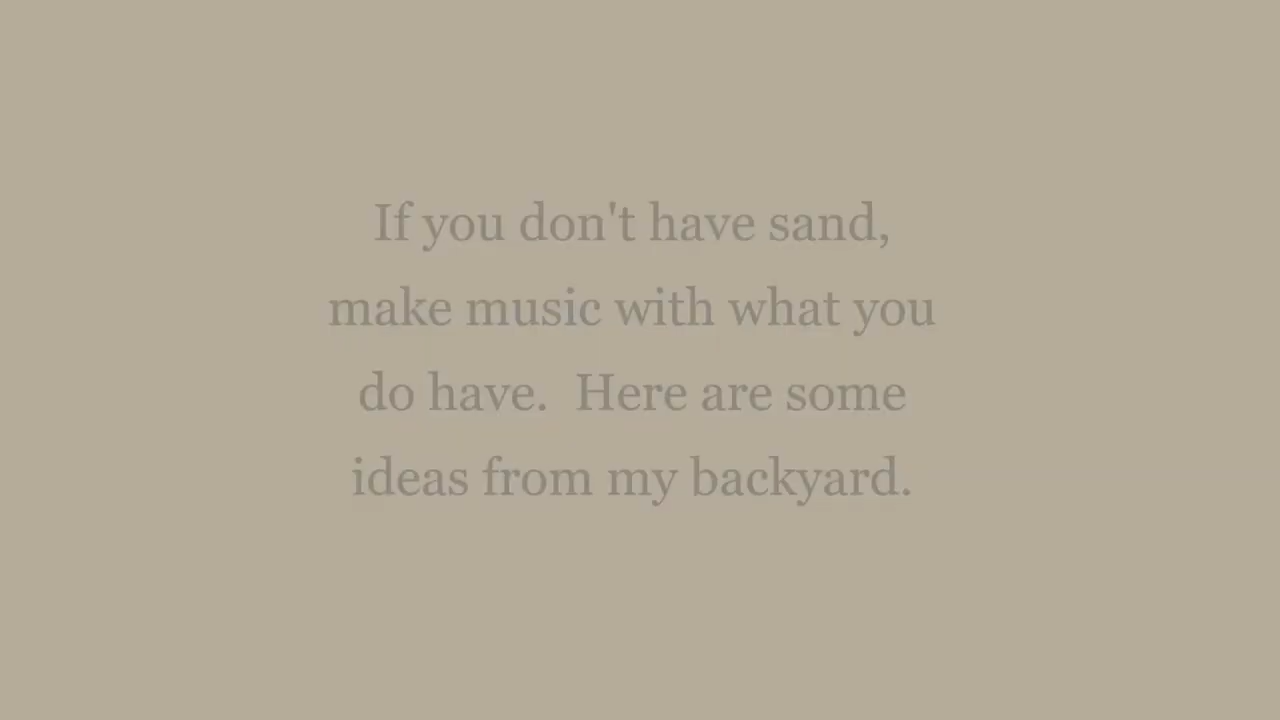 If you don't have sand,
make music with what you
do have.  Here are some
ideas from my backyard.